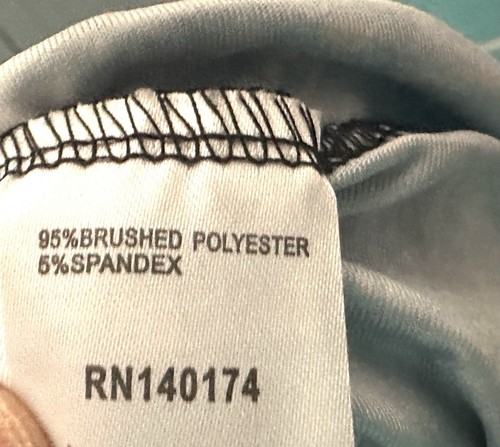 95%BRUSHED POLYESTER
5%SPANDEX
RN140174